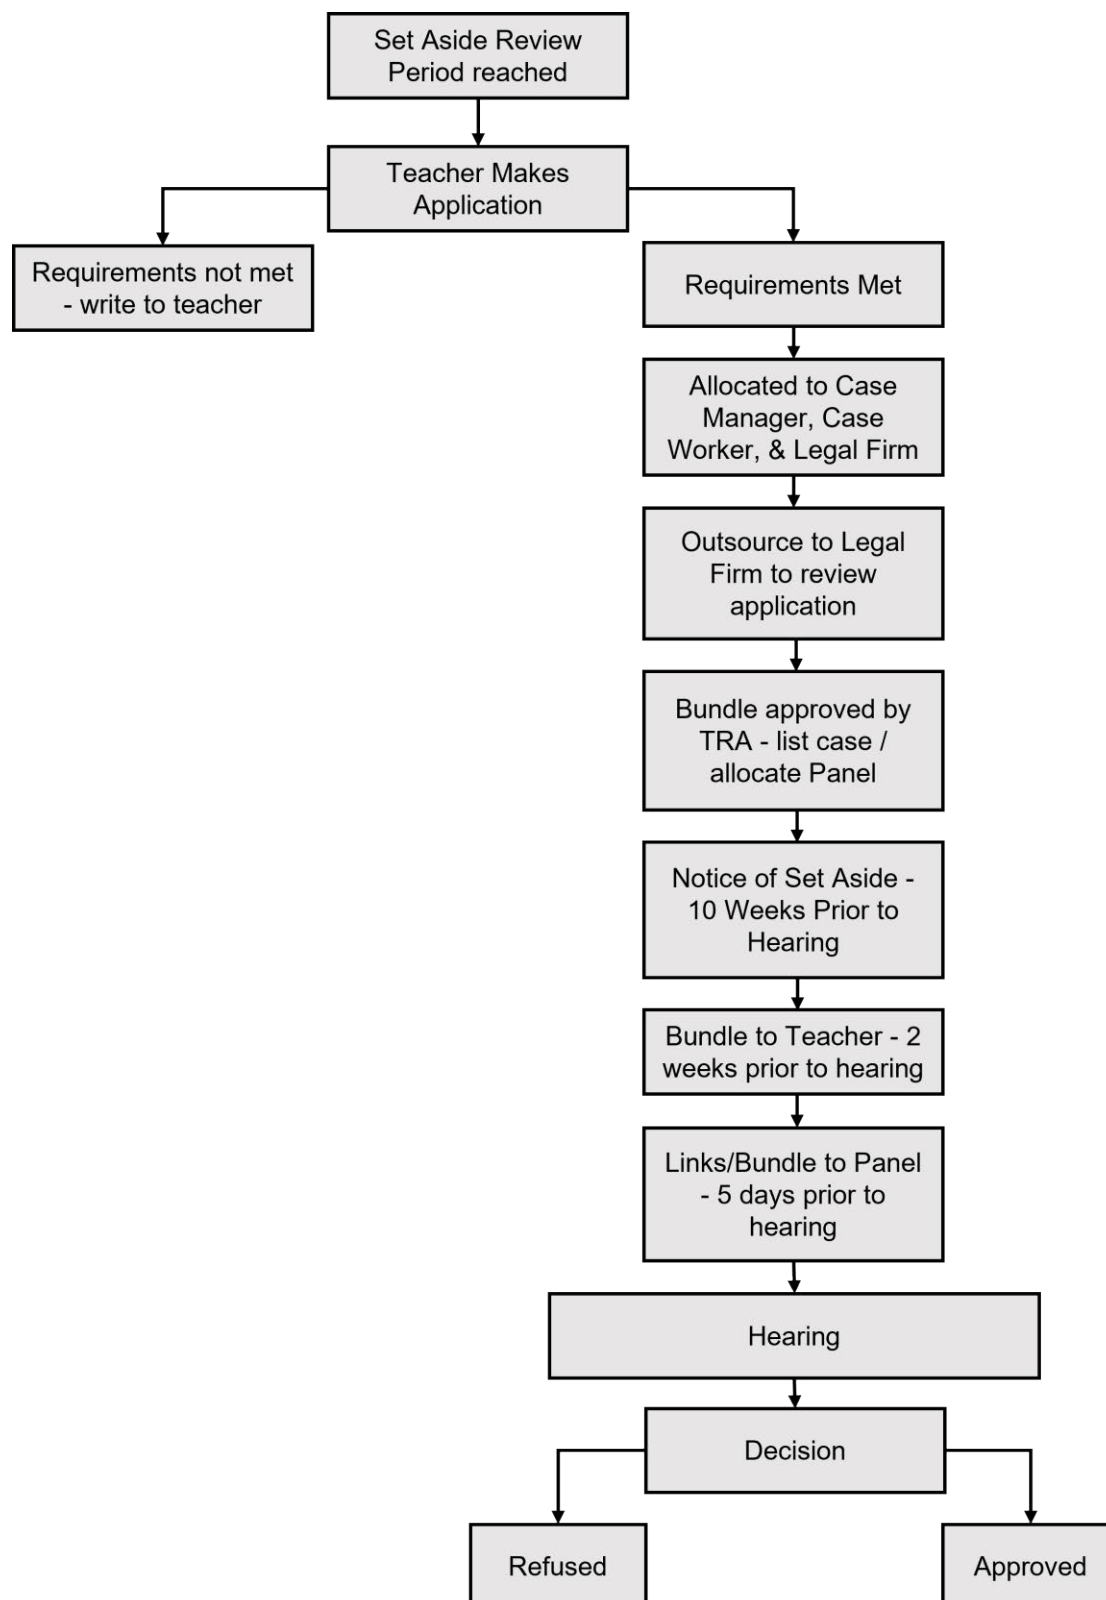 Set Aside Review
Period reached
Teacher Makes
Application
Requirements not met
- write to teacher
Requirements Met
Allocated to Case
Manager, Case
Worker, & Legal Firm
Outsource to Legal
Firm to review
application
Bundle approved by
TRA - list case /
allocate Panel
Notice of Set Aside -
10 Weeks Prior to
Hearing
Bundle to Teacher - 2
weeks prior to hearing
Links/Bundle to Panel
- 5 days prior to
hearing
Hearing
Decision
Refused
Approved